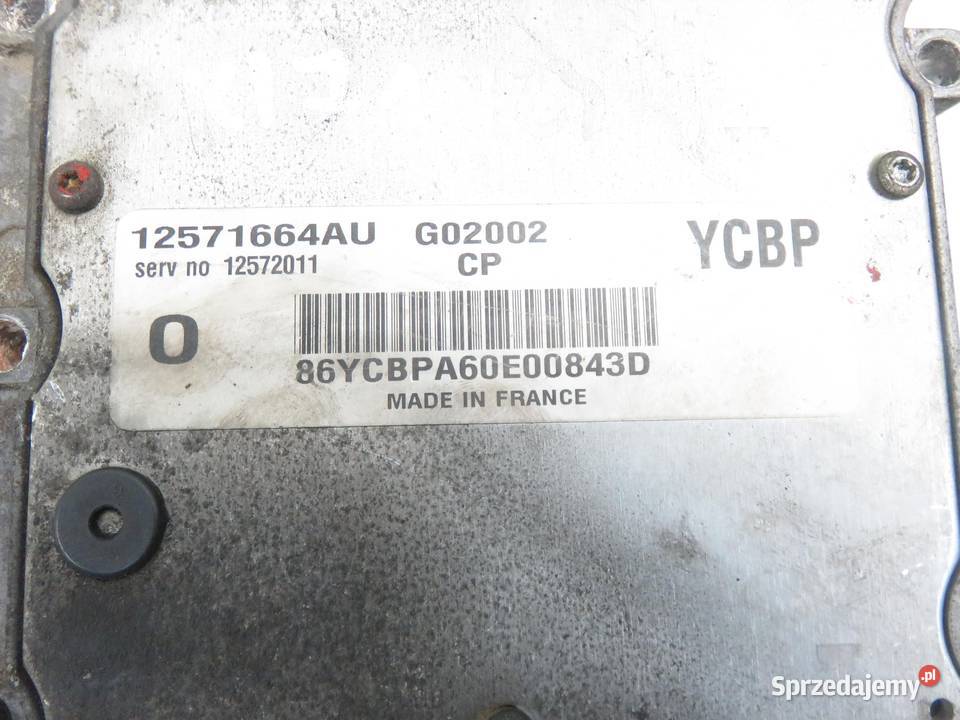 12571664AU G02002 YCBP
serv no 12572011 CP
O
86YCBPA60E00843D
MADE IN FRANCE
Sprzedajemy.pl